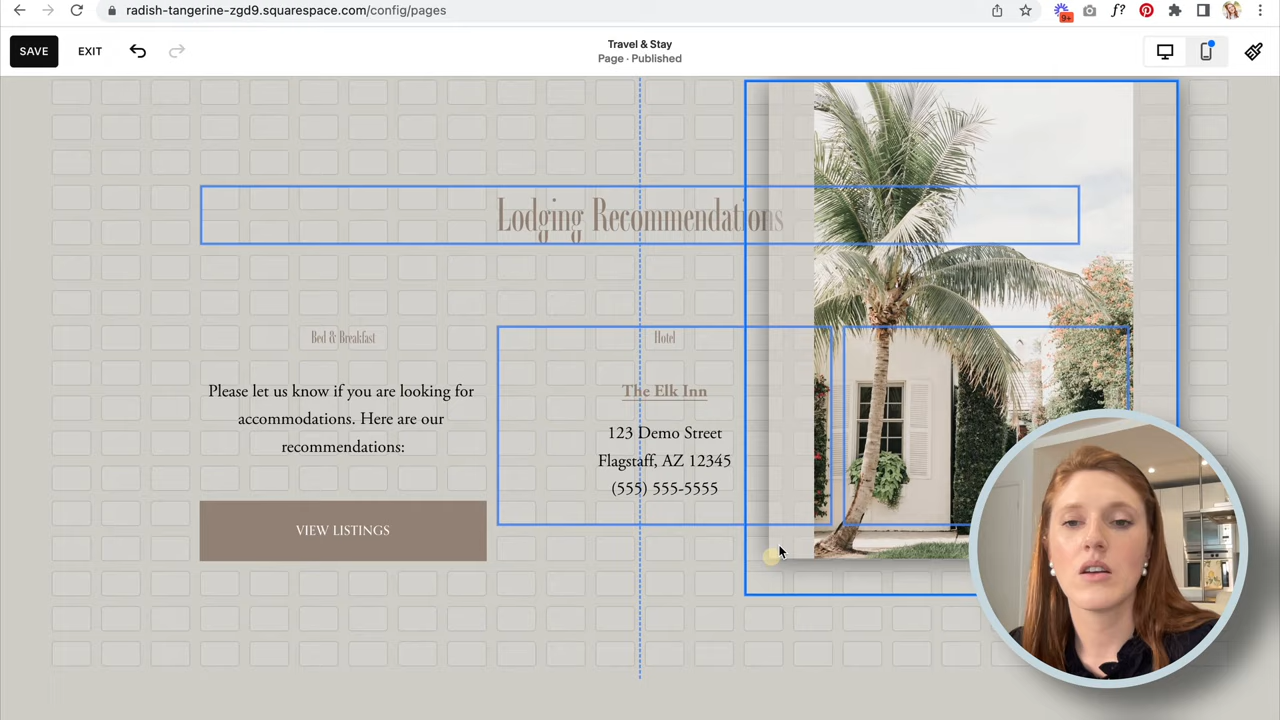 radish-tangerine-zgd9.squarespace.com/config/pages
f?
9+
SAVE
EXIT
Travel & Stay
Page · Published
Lodging Recommendations
Bed & Breakfast
Please let us know if you are looking for
accommodations. Here are our
recommendations:
VIEW LISTINGS
Hotel
The Elk Inn
123 Demo Street
Flagstaff, AZ 12345
(555) 555-5555